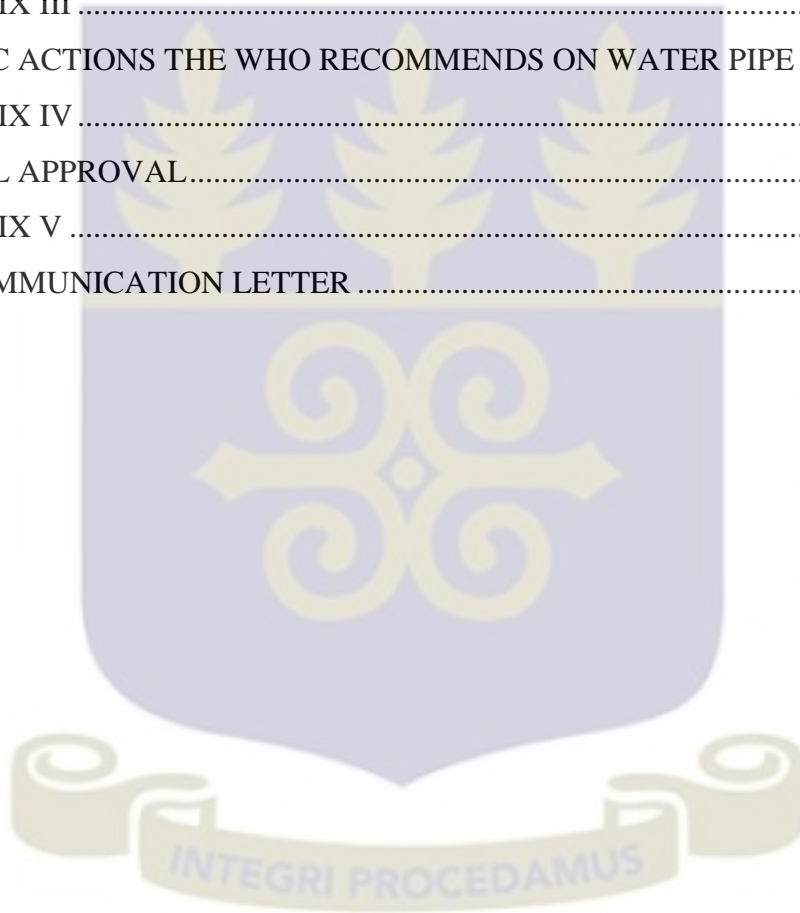 IX III ........................................................................................
C ACTIONS THE WHO RECOMMENDS ON WATER PIPE
IX IV ........................................................................................
L APPROVAL..........................................................................
IX V ........................................................................................
MMUNICATION LETTER .......................................................
INTEGRI PROCEDAMUS